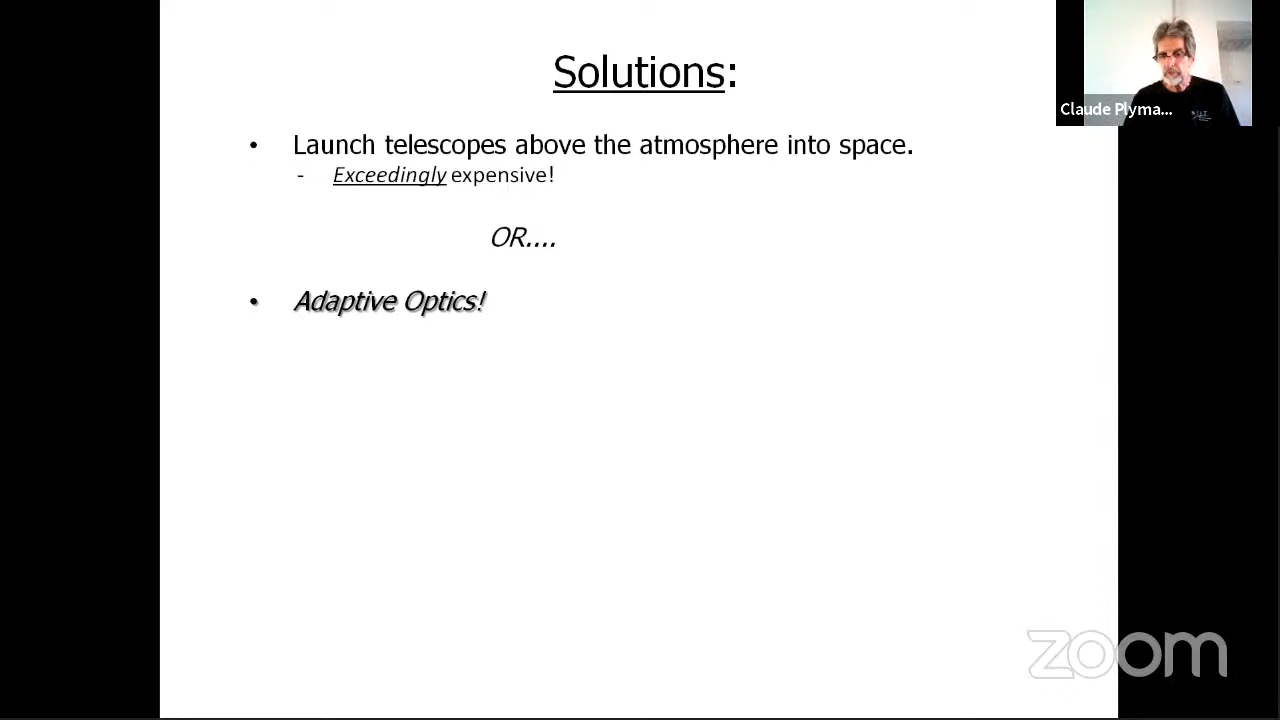 Solutions:
Claude Plyma...
• Launch telescopes above the atmosphere into space.
- Exceedingly expensive!
OR....
• Adaptive Optics!
zoom